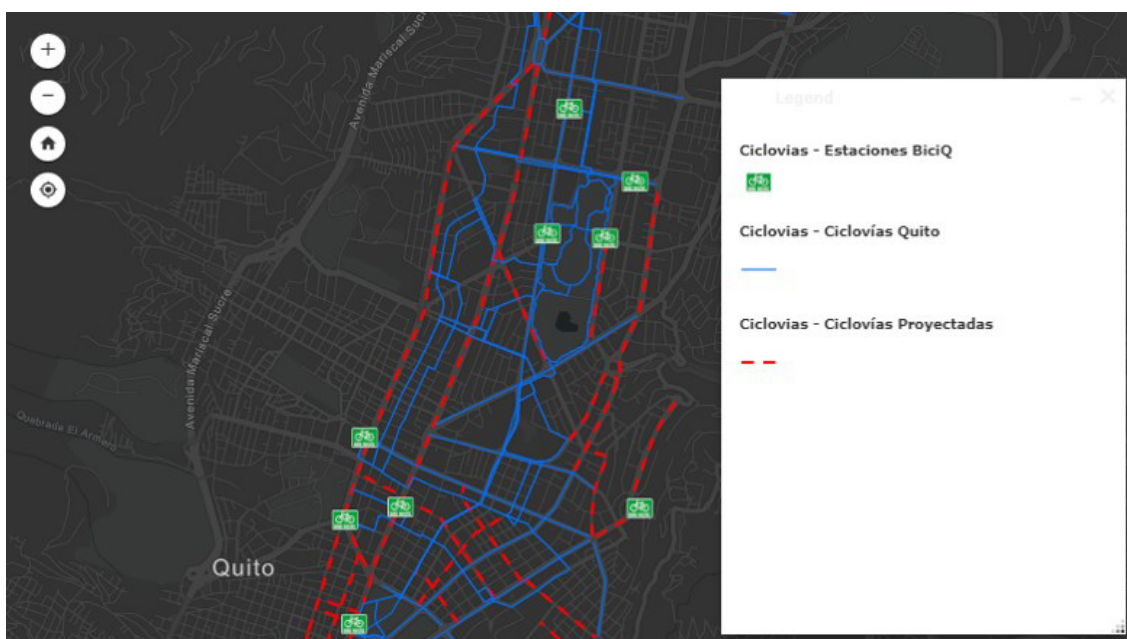 Avenida Mariscal Sucre
Legend
Ciclovias - Estaciones BiciQ
Ciclovias - Ciclovías Quito
Ciclovias - Ciclovías Proyectadas
Avenida Mariscal Sucre
Quebrada El Armero
Quito